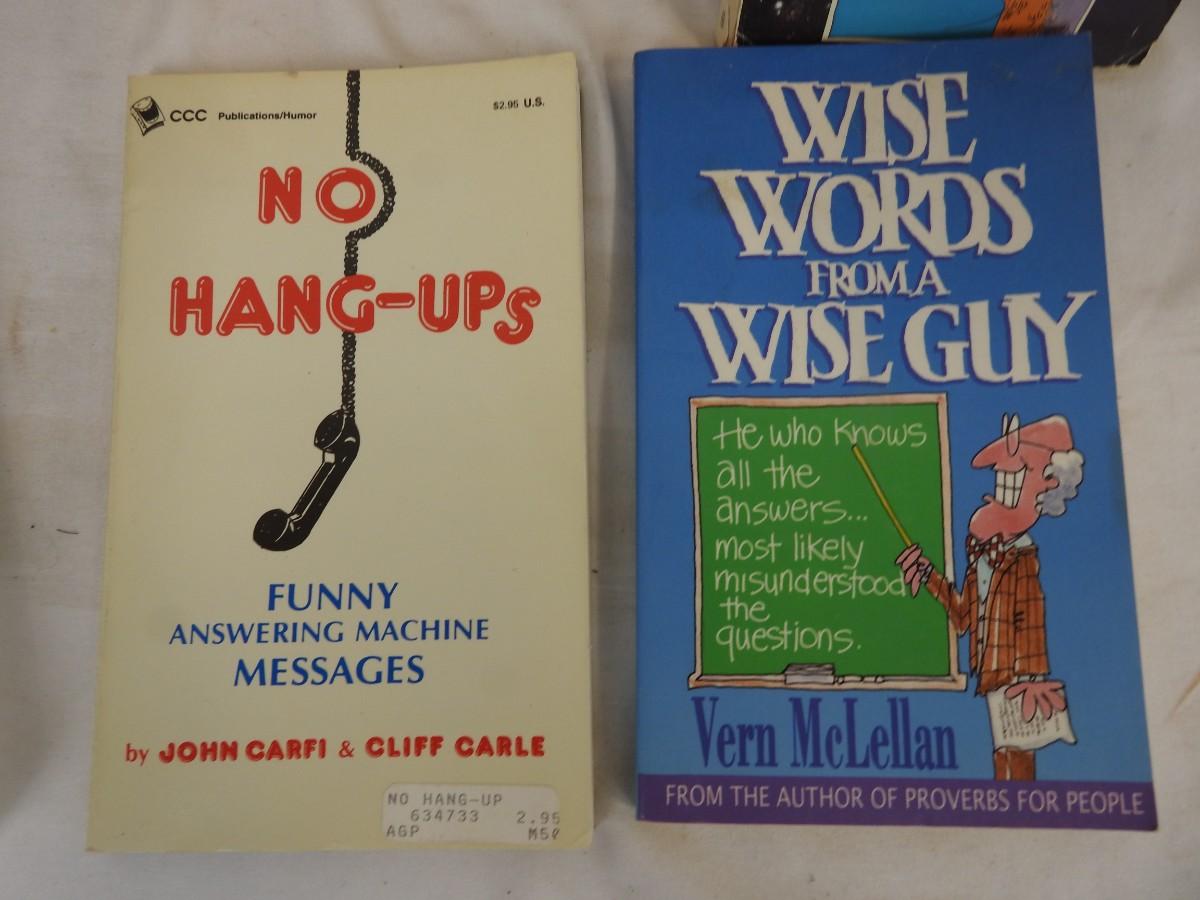 CCC Publications/Humor
$2.95 U.S.
NO
HANG-UPs
FUNNY
ANSWERING MACHINE
MESSAGES
by JOHN CARFI & CLIFF CARLE
NO HANG-UP
634733 2.95
AGP
WISE
WORDS
FROM A
WISE GUY
He who knows
all the
answers...
most likely
misunderstood
the
questions.
Vern McLellan
FROM THE AUTHOR OF PROVERBS FOR PEOPLE